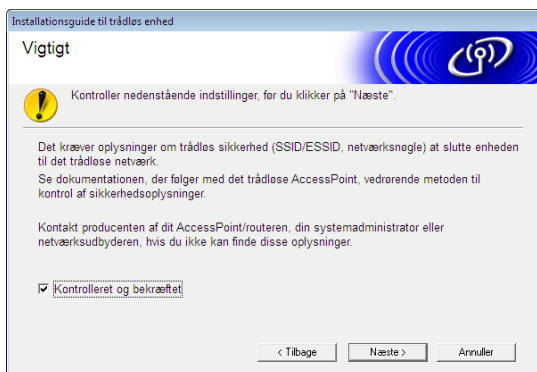 Installationsguide til trådløs enhed
Vigtigt
Kontroller nedenstående indstillinger, før du klikker på "Næste".
Det kræver oplysninger om trådløs sikkerhed (SSID/ESSID, netværksnøgle) at slutte enheden
til det trådløse netværk.
Se dokumentationen, der følger med det trådløse AccessPoint, vedrørende metoden til
kontrol af sikkerhedsoplysninger.
Kontakt producenten af dit AccessPoint/routeren, din systemadministrator eller
netværksudbyderen, hvis du ikke kan finde disse oplysninger.
Kontrolleret og bekræftet
< Tilbage
Næste >
Annuller